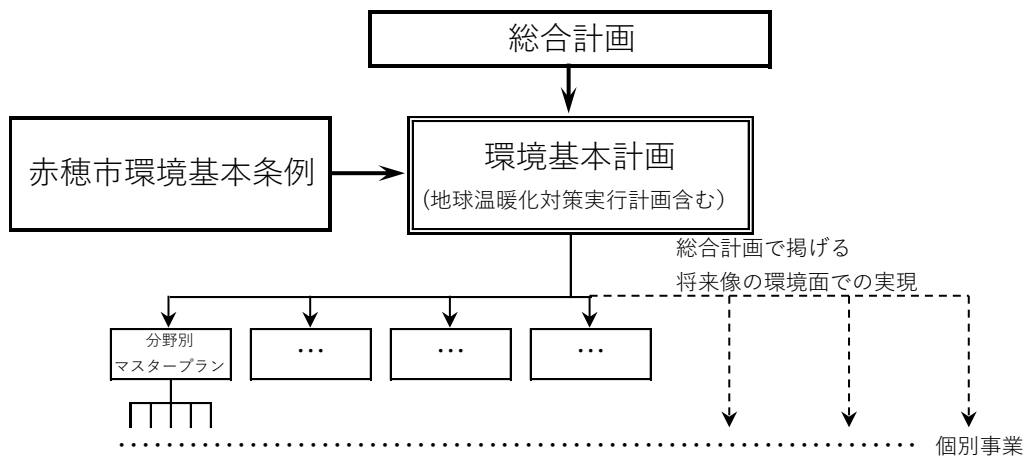 総合計画
赤穂市環境基本条例
環境基本計画
(地球温暖化対策実行計画含む)
総合計画で掲げる
将来像の環境面での実現
分野別
マスタープラン
…
…
…
個別事業